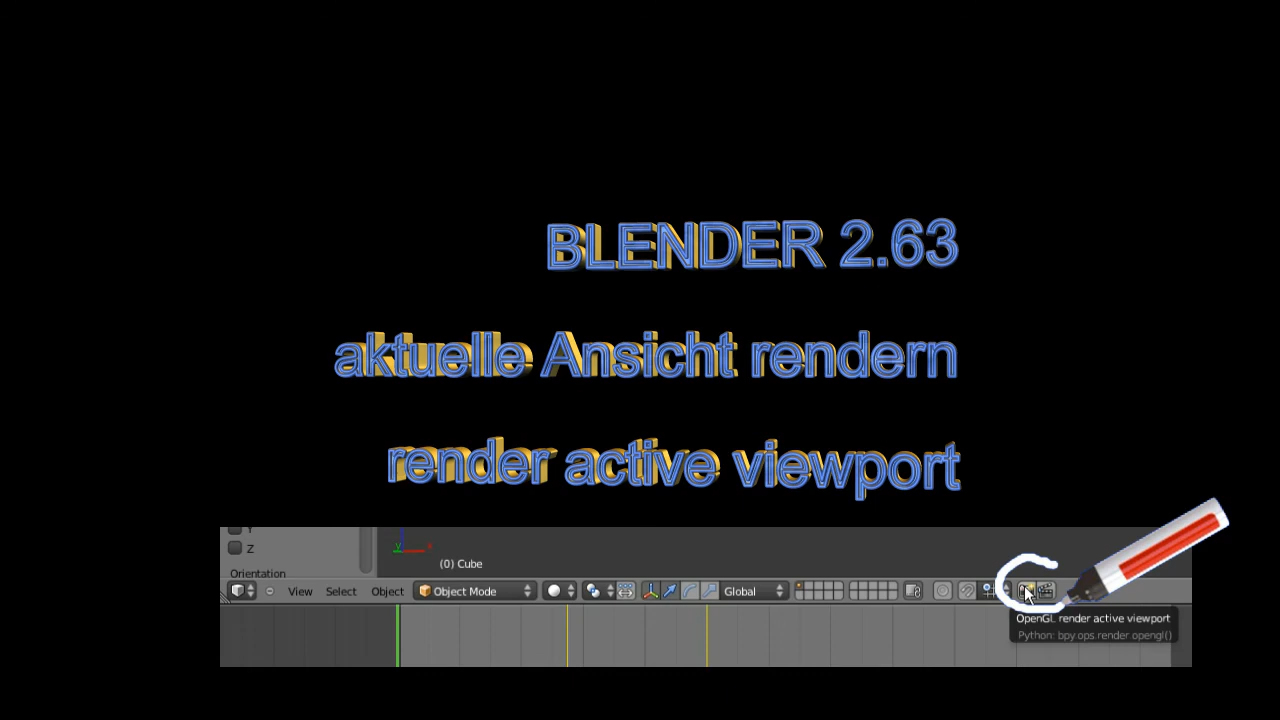 BLENDER 2.63
aktuelle Ansicht rendern
render active viewport
Z
(0) Cube
Orientation
View Select Object Object Mode Global
OpenGL render active viewport
Python: bpy.ops.render.opengl()